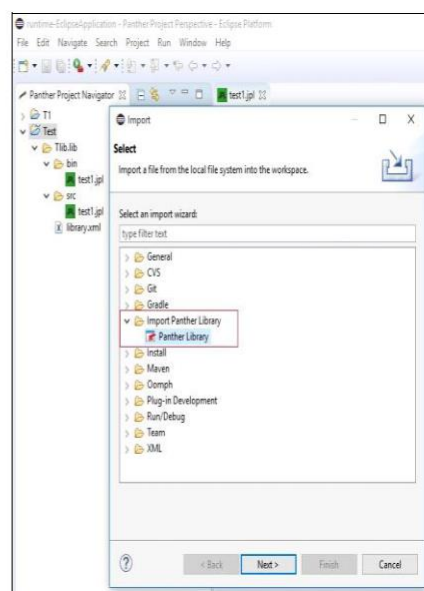 runtime-EclipseApplication - Panther Project Perspective - Eclipse Platform
File Edit Navigate Search Project Run Window Help
Panther Project Navigator
test1.jpl
T1
Test
Tlib.lib
bin
test1.jpl
src
test1.jpl
library.xml
Import
Select
Import a file from the local file system into the workspace.
Select an import wizard:
type filter text
General
CVS
Git
Gradle
Import Panther Library
Panther Library
Install
Maven
Oomph
Plug-in Development
Run/Debug
Team
XML
?
< Back Next > Finish Cancel